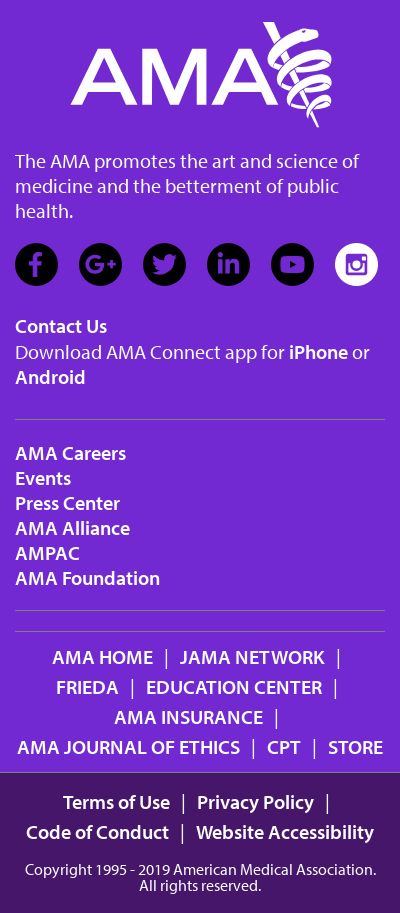 AMA
The AMA promotes the art and science of
medicine and the betterment of public
health.
Contact Us
Download AMA Connect app for iPhone or
Android
AMA Careers
Events
Press Center
AMA Alliance
AMPAC
AMA Foundation
AMA HOME |  JAMA NETWORK |
FRIEDA | EDUCATION CENTER |
AMA INSURANCE |
AMA JOURNAL OF ETHICS | CPT | STORE
Terms of Use | Privacy Policy |
Code of Conduct | Website Accessibility
Copyright 1995 - 2019 American Medical Association.
All rights reserved.